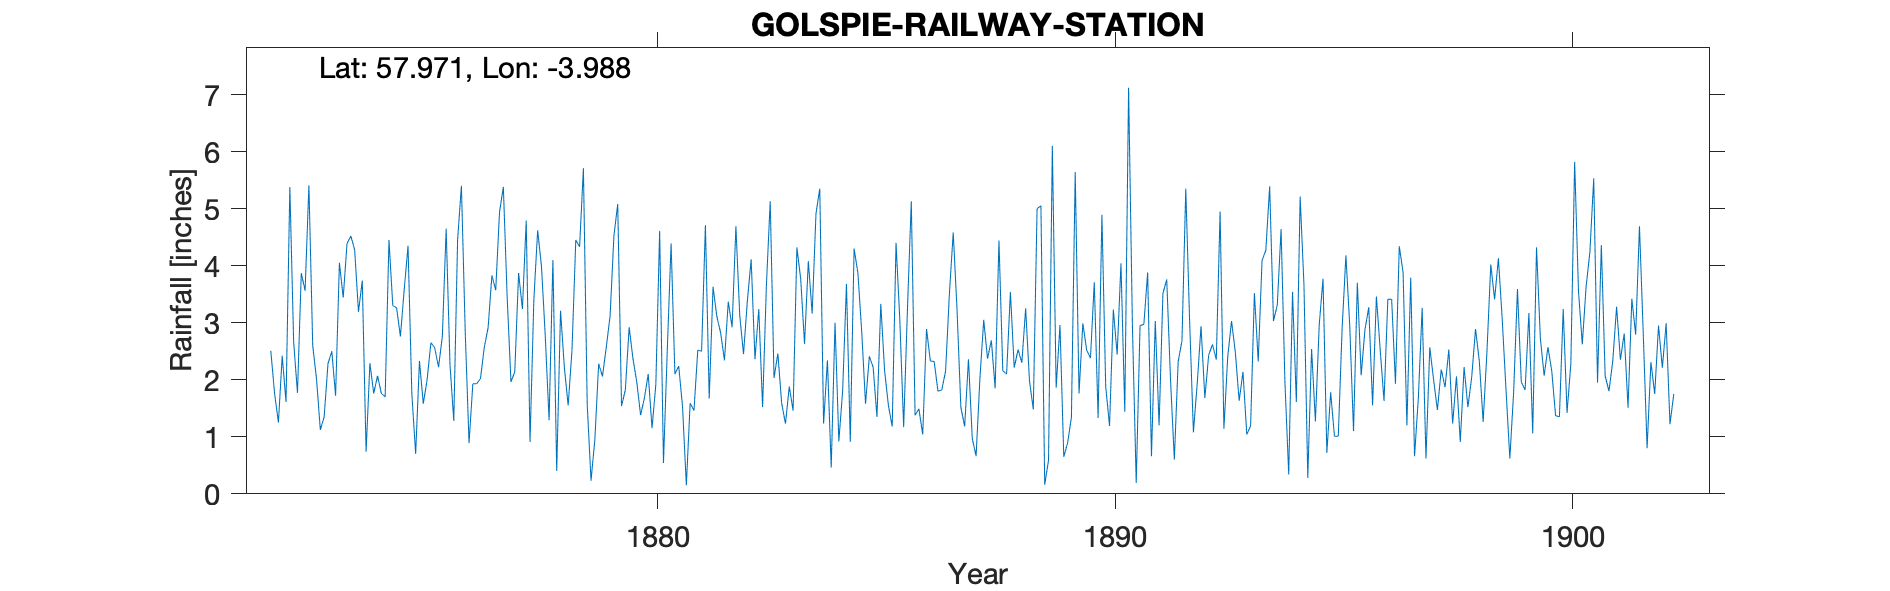 GOLSPIE-RAILWAY-STATION
Lat: 57.971, Lon: -3.988
7
6
5
4
3
2
1
0
Rainfall [inches]
1880 1890 1900
Year